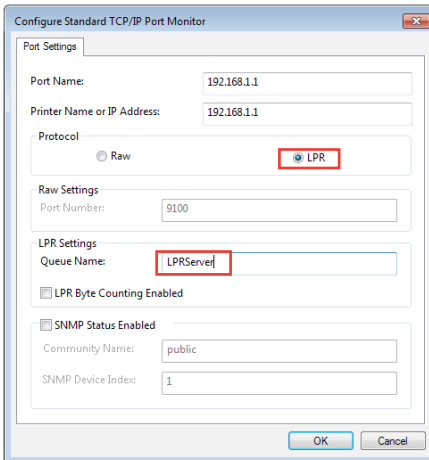 Configure Standard TCP/IP Port Monitor
Port Settings
Port Name: 192.168.1.1
Printer Name or IP Address: 192.168.1.1
Protocol
Raw LPR
Raw Settings
Port Number: 9100
LPR Settings
Queue Name: LPRServer
LPR Byte Counting Enabled
SNMP Status Enabled
Community Name: public
SNMP Device Index: 1
OK Cancel